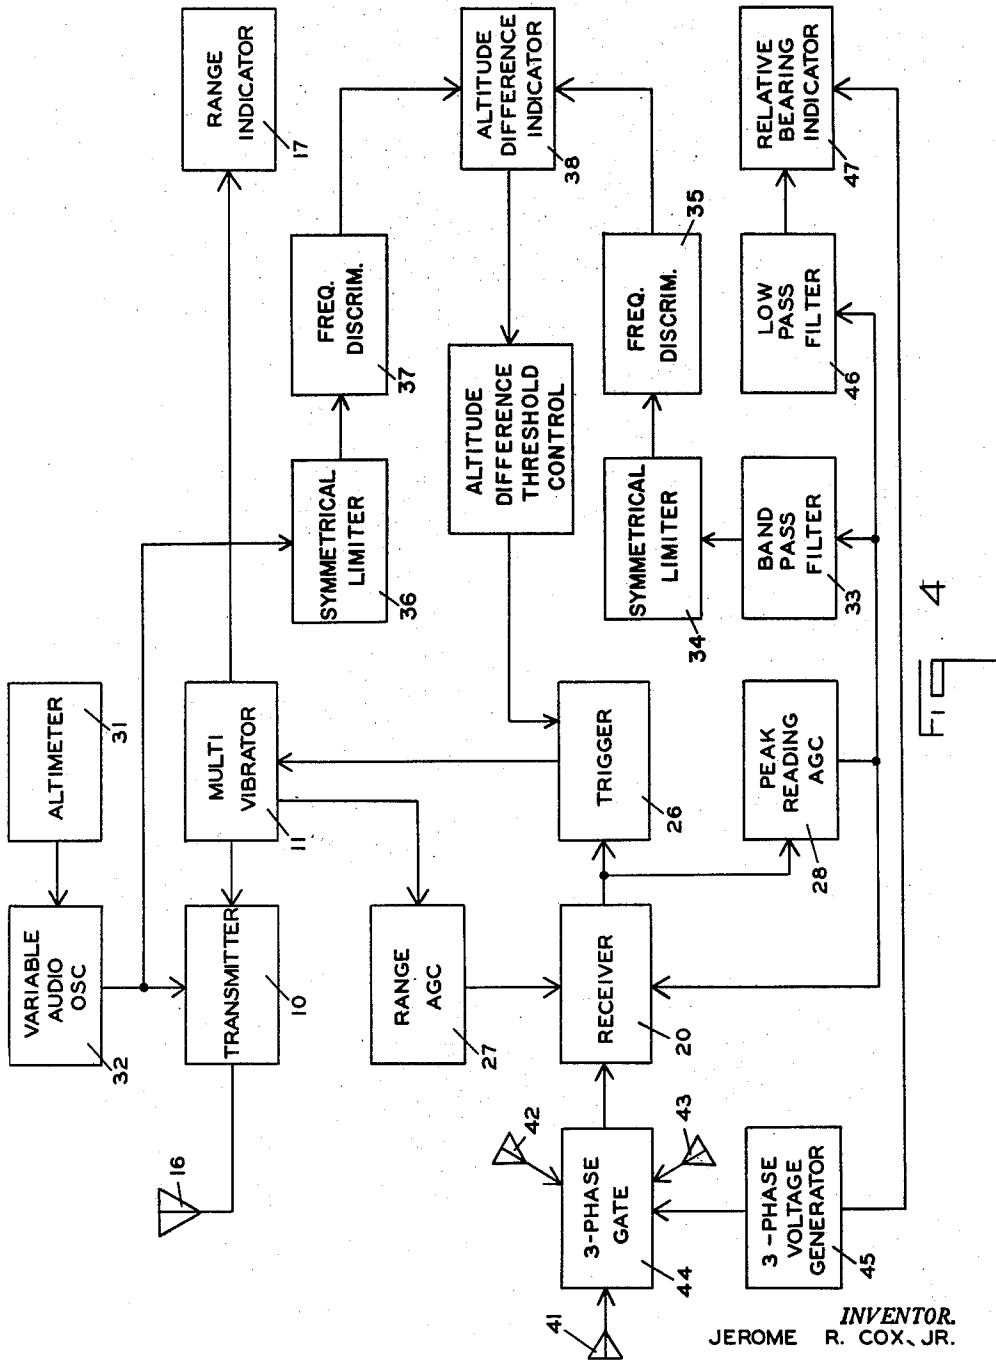 ALTIMETER
31
VARIABLE
AUDIO
OSC
32
RANGE
INDICATOR
17
MULTI
VIBRATOR
11
TRANSMITTER
10
16
SYMMETRICAL
LIMITER
36
FREQ.
DISCRIM.
37
RANGE
AGC
27
ALTITUDE
DIFFERENCE
INDICATOR
38
ALTITUDE
DIFFERENCE
THRESHOLD
CONTROL
41
42
43
3-PHASE
GATE
44
RECEIVER
20
TRIGGER
26
SYMMETRICAL
LIMITER
34
FREQ.
DISCRIM.
35
3-PHASE
VOLTAGE
GENERATOR
45
PEAK
READING
AGC
28
BAND
PASS
FILTER
33
LOW
PASS
FILTER
46
RELATIVE
BEARING
INDICATOR
47
FIG 4
INVENTOR.
JEROME R. COX, JR.